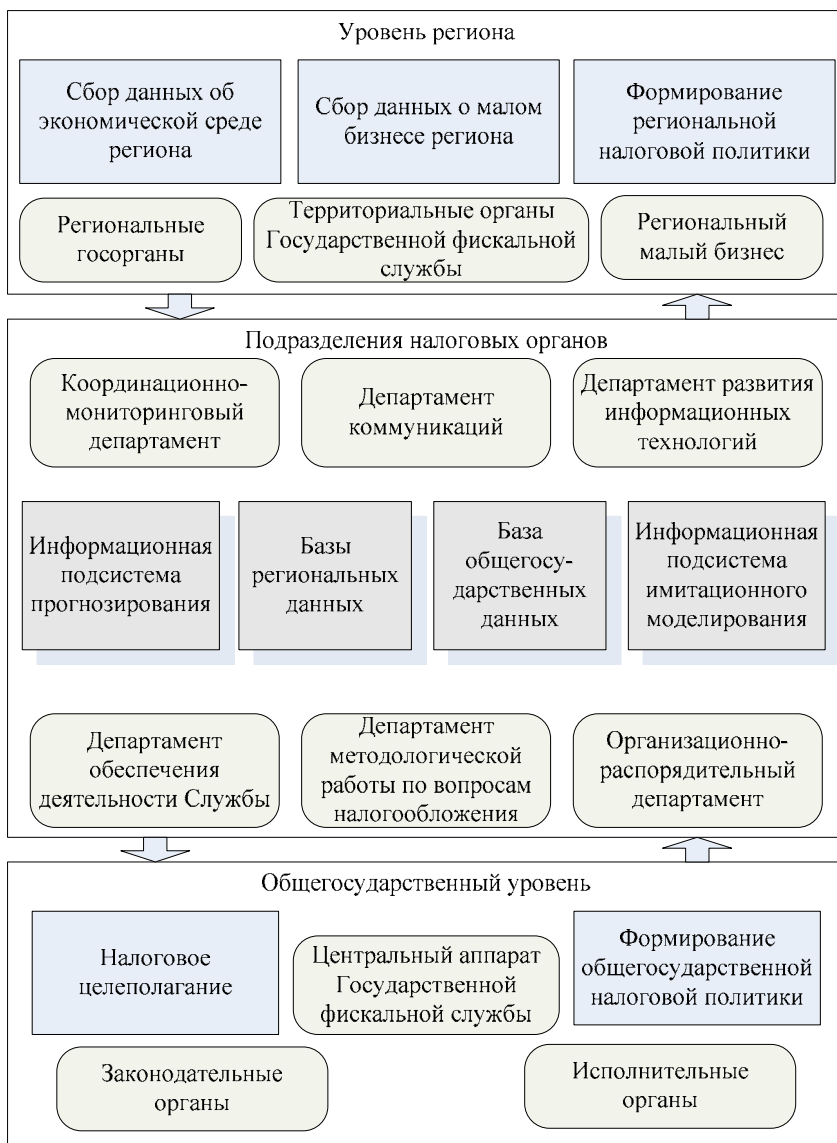 Уровень региона
Сбор данных об
экономической среде
региона
Сбор данных о малом
бизнесе региона
Формирование
региональной
налоговой политики
Региональные
госорганы
Территориальные органы
Государственной фискальной
службы
Региональный
малый бизнес
Подразделения налоговых органов
Координационно-
мониторинговый
департамент
Департамент
коммуникаций
Департамент развития
информационных
технологий
Информационная
подсистема
прогнозирования
Базы
региональных
данных
База
общегосу-
дарственных
данных
Информационная
подсистема
имитационного
моделирования
Департамент
обеспечения
деятельности Службы
Департамент
методологической
работы по вопросам
налогообложения
Организационно-
распорядительный
департамент
Общегосударственный уровень
Налоговое
целеполагание
Центральный аппарат
Государственной
фискальной службы
Формирование
общегосударственной
налоговой политики
Законодательные
органы
Исполнительные
органы